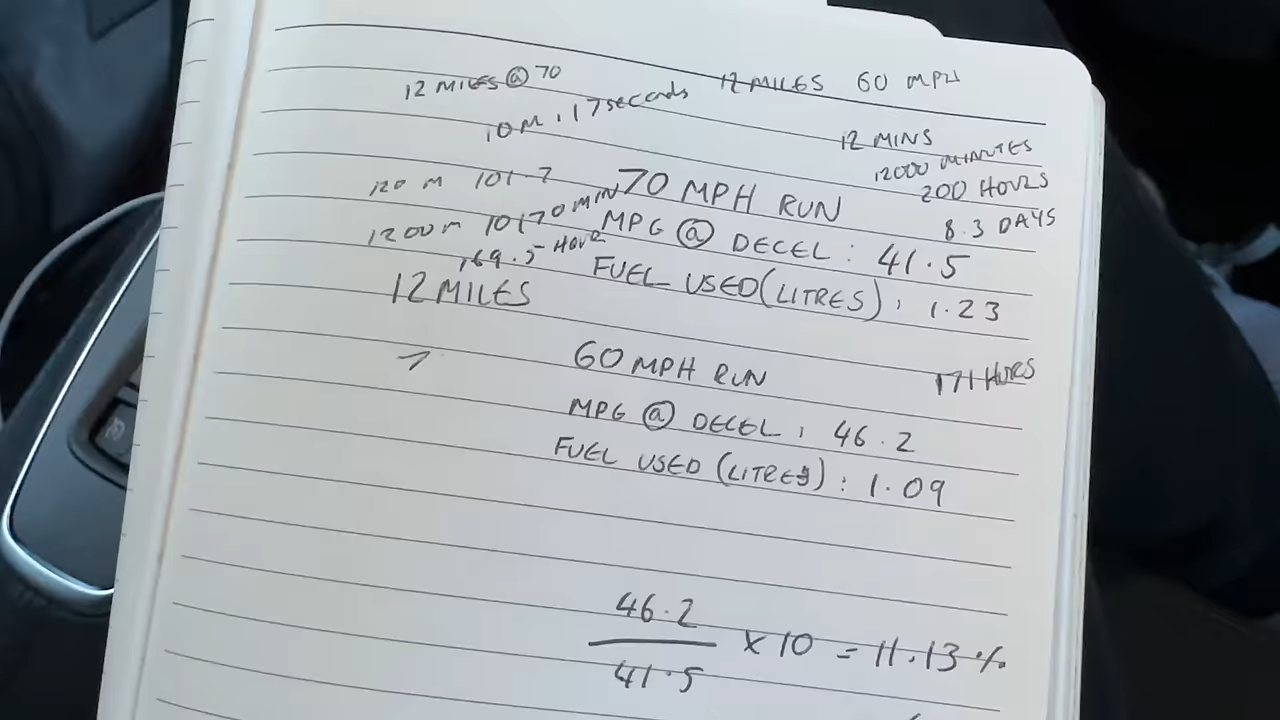 12 MILES @ 70
10M . 17 seconds
12 MILES 60 MPH
12 MINS
12000 MINUTES
200 HOURS
8.3 DAYS
120 M 101.7
1200 M 10170 MIN
169.5 HOUR
12 MILES
70 MPH RUN
MPG @ DECEL : 41.5
FUEL USED (LITRES) : 1.23
171 HURS
60 MPH RUN
MPG @ DECEL : 46.2
FUEL USED (LITRES) : 1.09
46.2
41.5
x 10 = 11.13 %